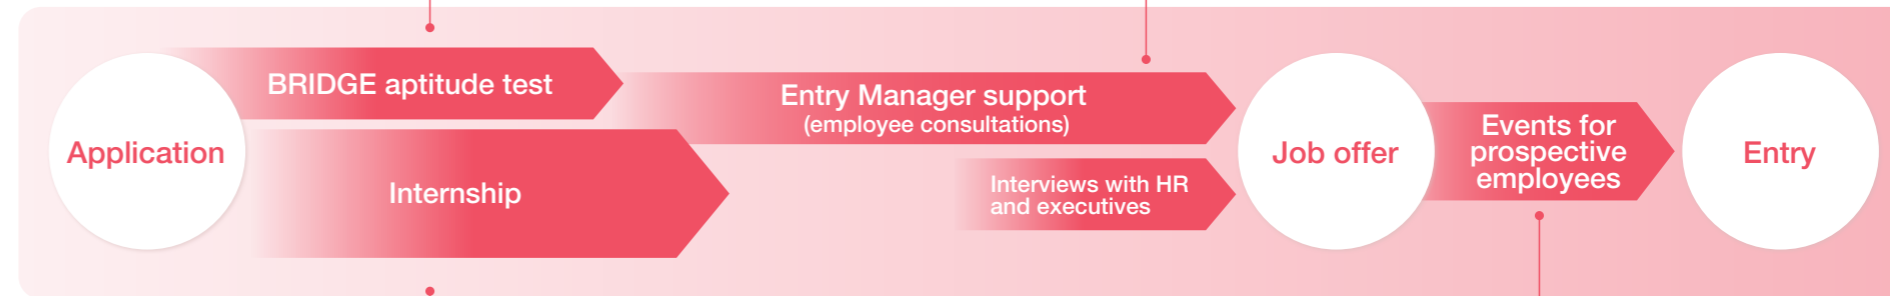 Application
BRIDGE aptitude test
Internship
Entry Manager support
(employee consultations)
Interviews with HR
and executives
Job offer
Events for
prospective
employees
Entry